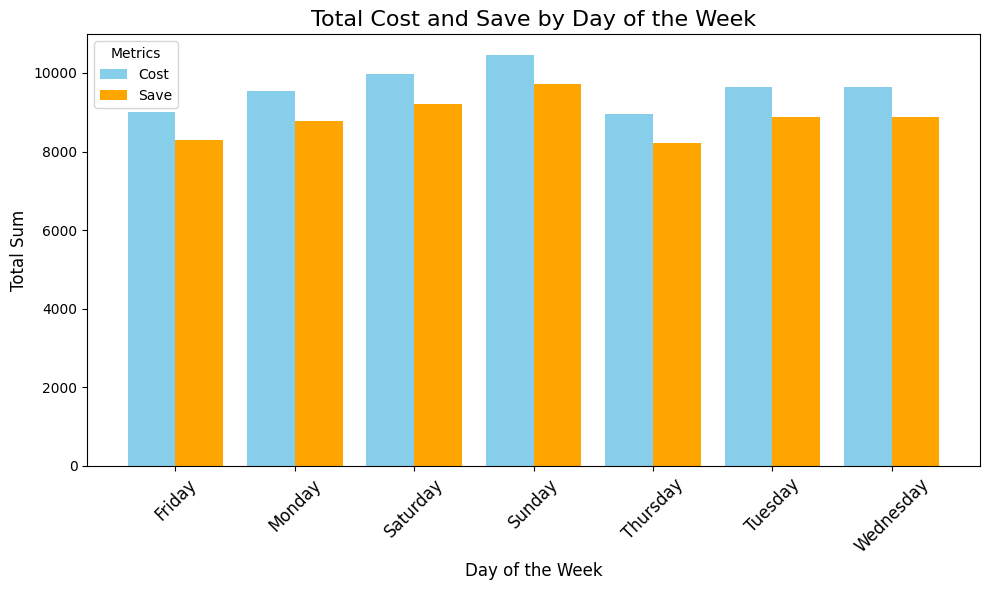 Total Cost and Save by Day of the Week
Metrics
Cost
Save
Total Sum
10000
8000
6000
4000
2000
0
Friday
Monday
Saturday
Sunday
Thursday
Tuesday
Wednesday
Day of the Week